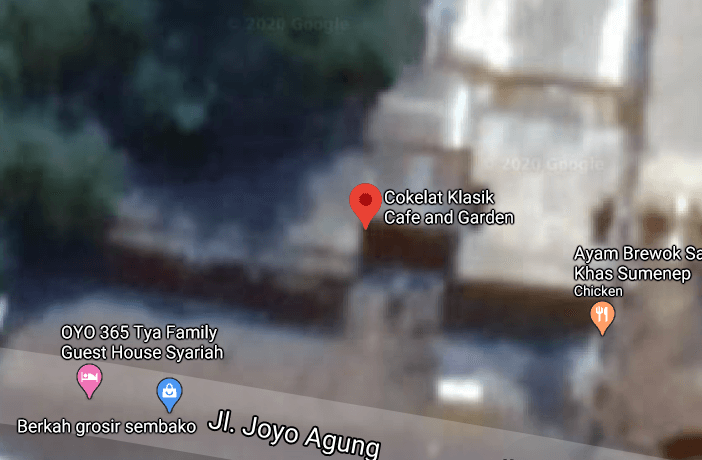 © 2020 Google
2020 Google
Cokelat Klasik
Cafe and Garden
Ayam Brewok Sa
Khas Sumenep
Chicken
OYO 365 Tya Family
Guest House Syariah
Berkah grosir sembako
Jl. Joyo Agung